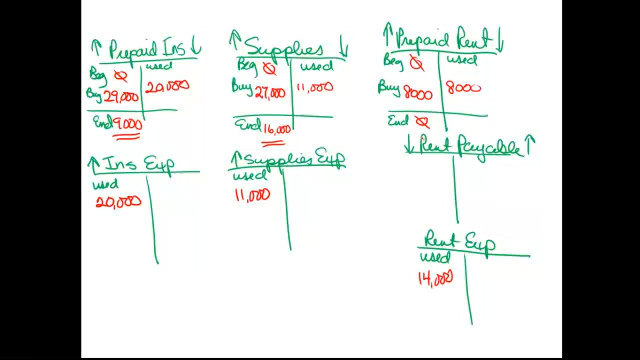 ↑ Prepaid Ins ↓
Beg Ø used
Buy 29,000 20,000
End 9,000
↑ Ins Exp
used
20,000
↑ Supplies ↓
Beg Ø used
Buy 27,000 11,000
End 16,000
↑ Supplies Exp
used
11,000
↑ Prepaid Rent ↓
Beg Ø used
Buy 8000 8000
End Ø
↓ Rent Payable ↑
Rent Exp
used
14,000